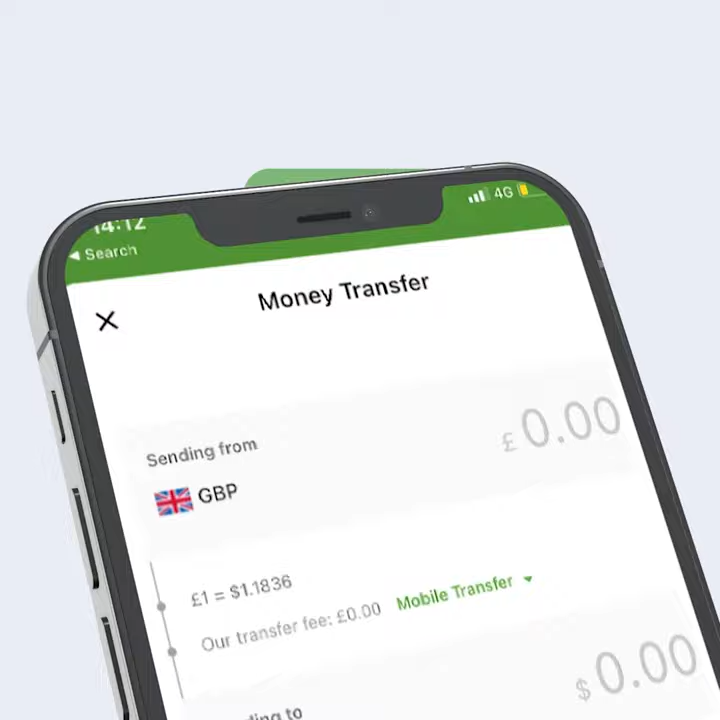 14:12
4G
◀ Search
Money Transfer
Sending from
£ 0.00
GBP
£1 = $1.1836
Our transfer fee: £0.00 Mobile Transfer
$ 0.00
to